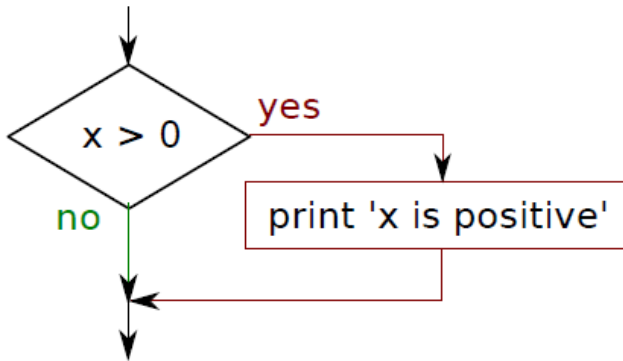 x > 0
yes
no
print 'x is positive'